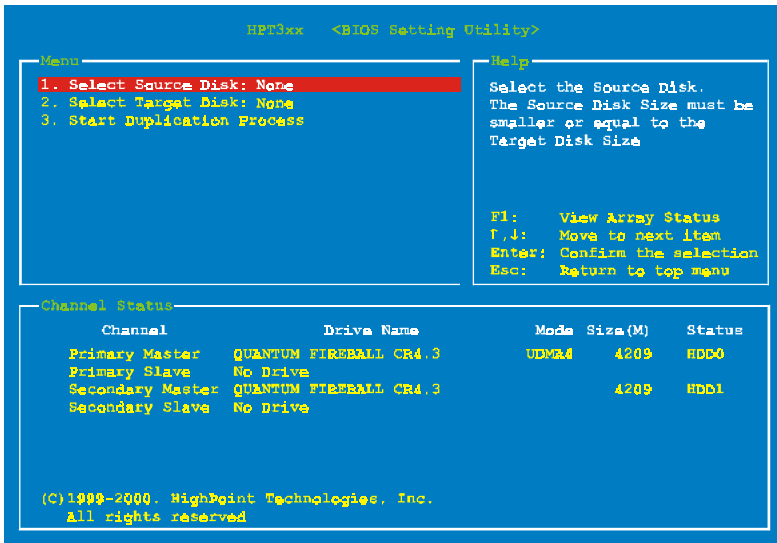 HPT3xx <BIOS Setting Utility>
Menu
1. Select Source Disk: None
2. Select Target Disk: None
3. Start Duplication Process
Help
Select the Source Disk.
The Source Disk Size must be
smaller or equal to the
Target Disk Size
F1: View Array Status
↑,↓: Move to next item
Enter: Confirm the selection
Esc: Return to top menu
Channel Status
Channel Drive Name Mode Size(M) Status
Primary Master QUANTUM FIREBALL CR4.3 UDMA4 4209 HDD0
Primary Slave No Drive
Secondary Master QUANTUM FIREBALL CR4.3 4209 HDD1
Secondary Slave No Drive
(C)1999-2000. HighPoint Technologies, Inc.
All rights reserved